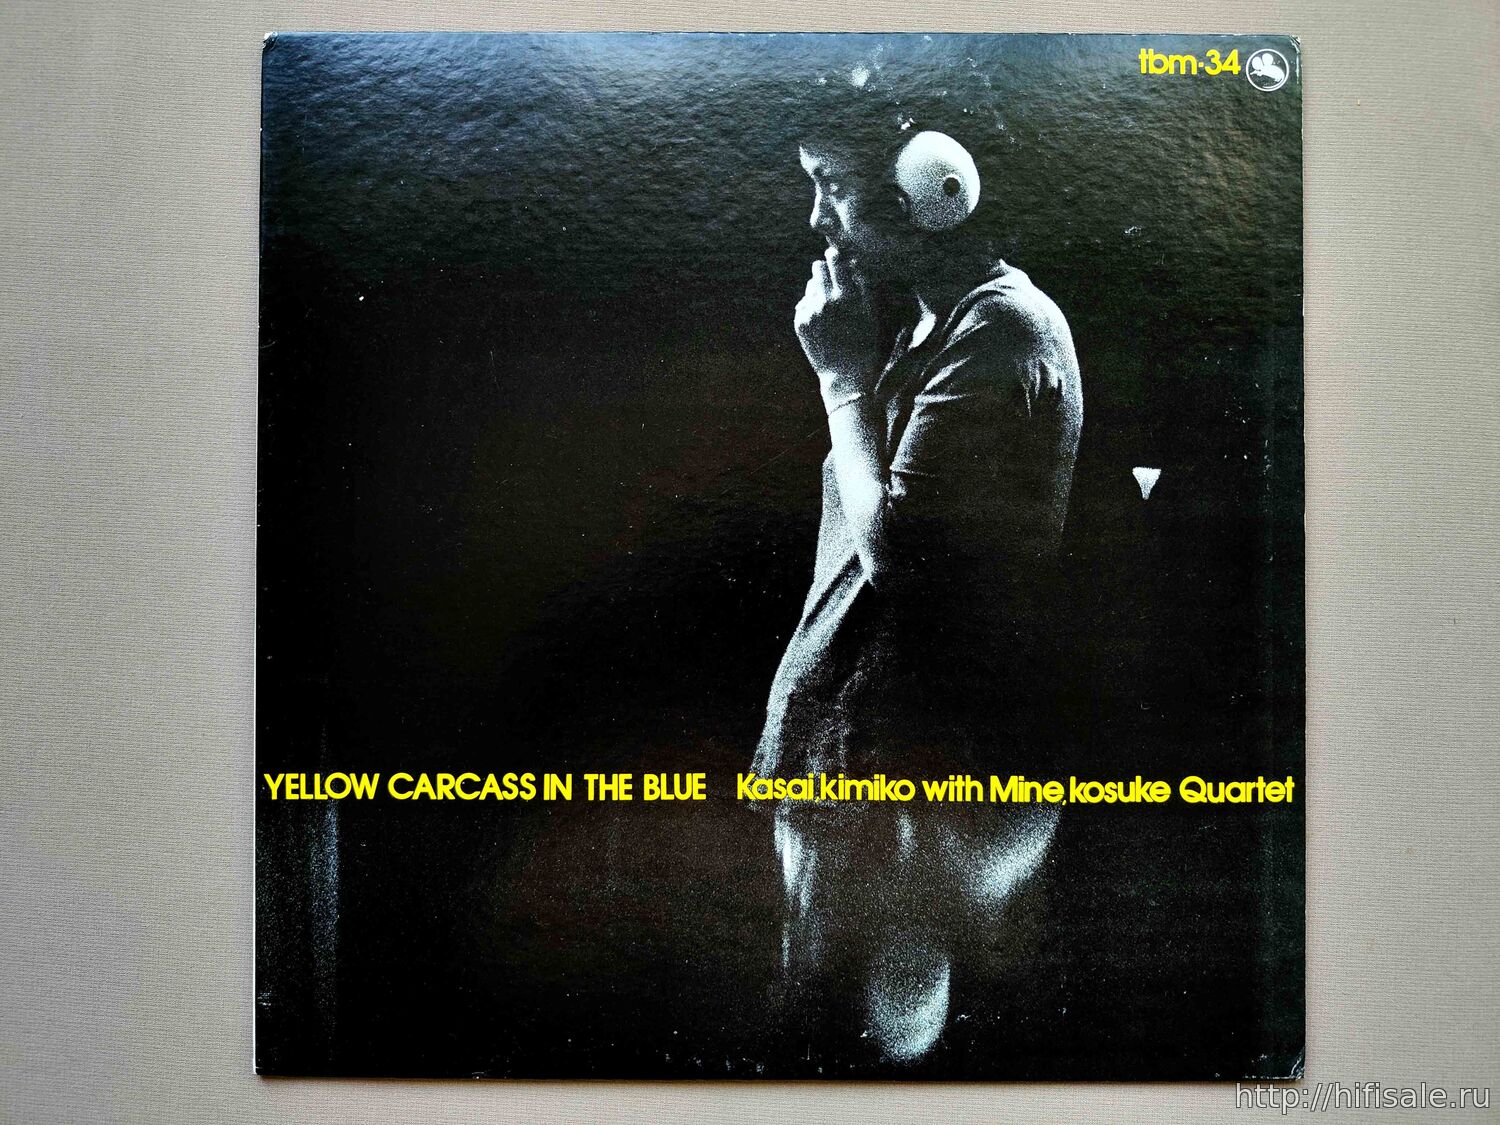 tbm·34
YELLOW CARCASS IN THE BLUE Kasai,kimiko with Mine,kosuke Quartet
http://hifisale.ru